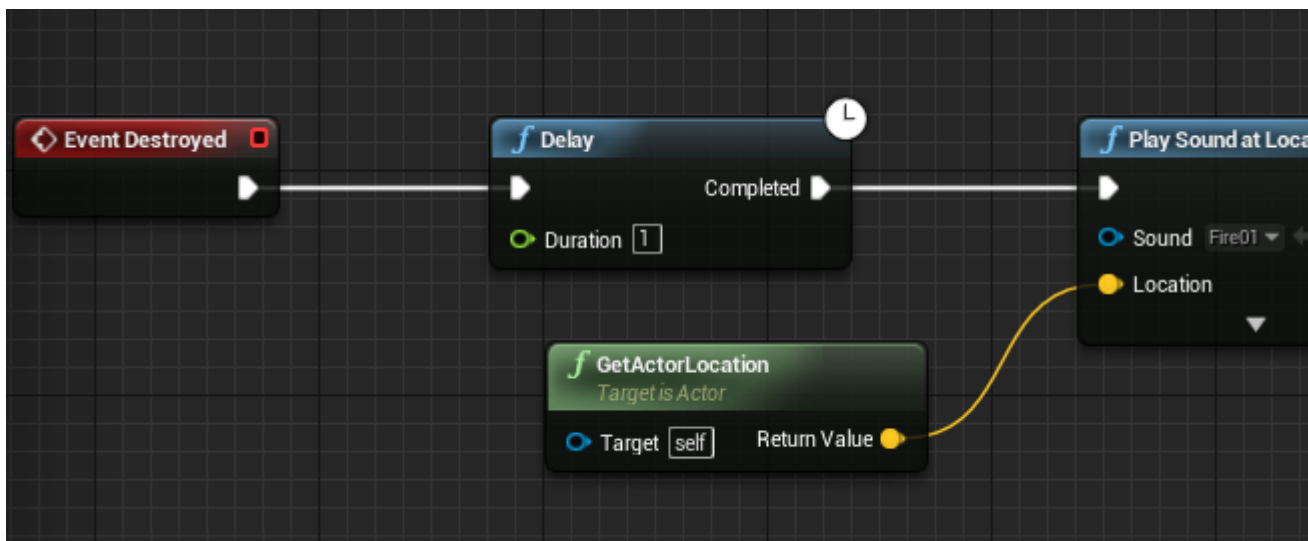 Event Destroyed
f Delay
Completed
Duration 1
f Play Sound at Loca
Sound Fire01
Location
f GetActorLocation
Target is Actor
Target self Return Value